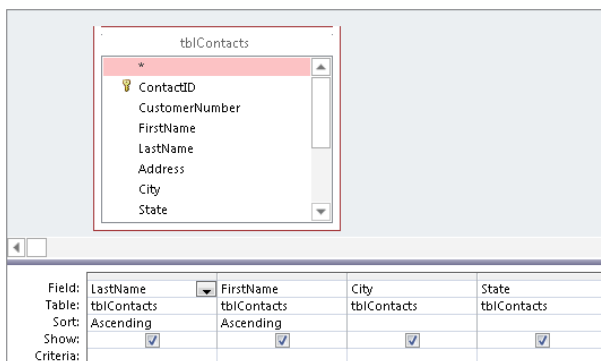 tblContacts
*
ContactID
CustomerNumber
FirstName
LastName
Address
City
State
Field: LastName FirstName City State
Table: tblContacts tblContacts tblContacts tblContacts
Sort: Ascending Ascending
Show:
Criteria: